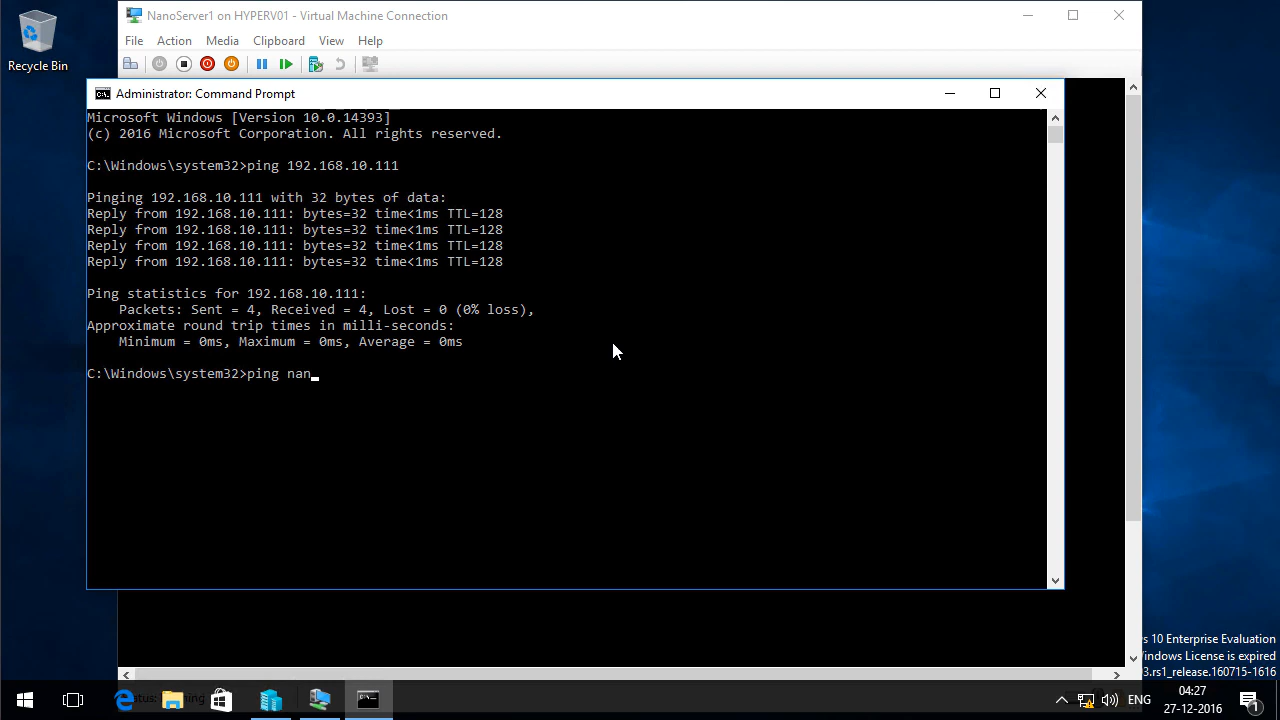 Recycle Bin
NanoServer1 on HYPERV01 - Virtual Machine Connection
File Action Media Clipboard View Help
Administrator: Command Prompt
Microsoft Windows [Version 10.0.14393]
(c) 2016 Microsoft Corporation. All rights reserved.
C:\Windows\system32>ping 192.168.10.111
Pinging 192.168.10.111 with 32 bytes of data:
Reply from 192.168.10.111: bytes=32 time<1ms TTL=128
Reply from 192.168.10.111: bytes=32 time<1ms TTL=128
Reply from 192.168.10.111: bytes=32 time<1ms TTL=128
Reply from 192.168.10.111: bytes=32 time<1ms TTL=128
Ping statistics for 192.168.10.111:
Packets: Sent = 4, Received = 4, Lost = 0 (0% loss),
Approximate round trip times in milli-seconds:
Minimum = 0ms, Maximum = 0ms, Average = 0ms
C:\Windows\system32>ping nan_
s 10 Enterprise Evaluation
indows License is expired
3.rs1_release.160715-1616
ENG
04:27
27-12-2016
1